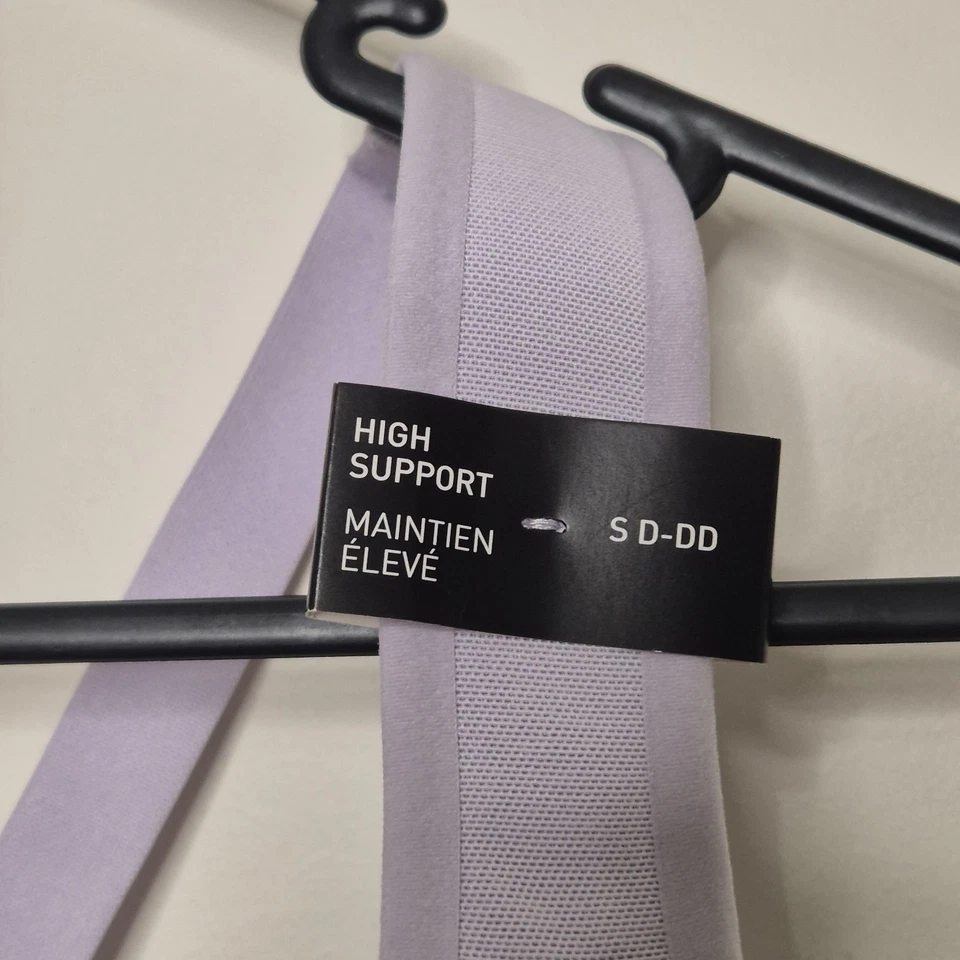 HIGH
SUPPORT
MAINTIEN
ÉLEVÉ
S D-DD